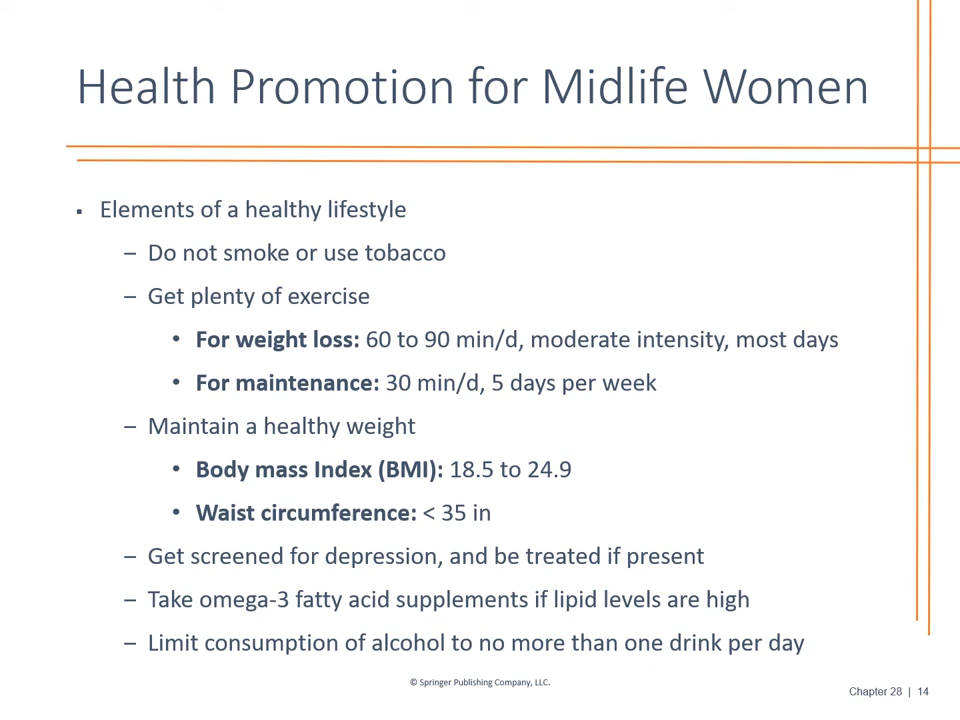 Health Promotion for Midlife Women
▪ Elements of a healthy lifestyle
– Do not smoke or use tobacco
– Get plenty of exercise
• For weight loss: 60 to 90 min/d, moderate intensity, most days
• For maintenance: 30 min/d, 5 days per week
– Maintain a healthy weight
• Body mass Index (BMI): 18.5 to 24.9
• Waist circumference: < 35 in
– Get screened for depression, and be treated if present
– Take omega-3 fatty acid supplements if lipid levels are high
– Limit consumption of alcohol to no more than one drink per day
© Springer Publishing Company, LLC.
Chapter 28 | 14